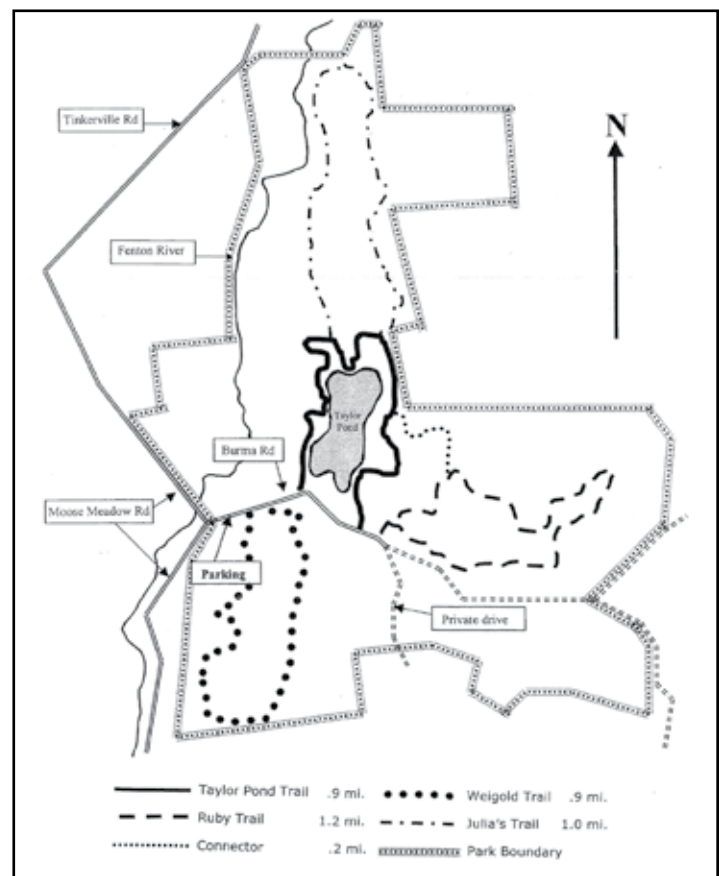 Tinkerville Rd
N
Fenton River
Taylor
Pond
Burma Rd
Moose Meadow Rd
Parking
Private drive
Taylor Pond Trail .9 mi.
Weigold Trail .9 mi.
Ruby Trail 1.2 mi.
Julia's Trail 1.0 mi.
Connector .2 mi.
Park Boundary